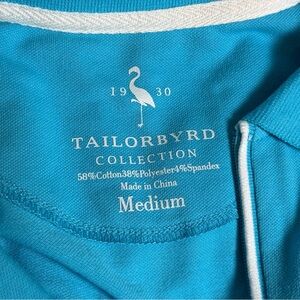 19 30
TAILORBYRD
COLLECTION
58%Cotton38%Polyester4%Spandex
Made in China
Medium